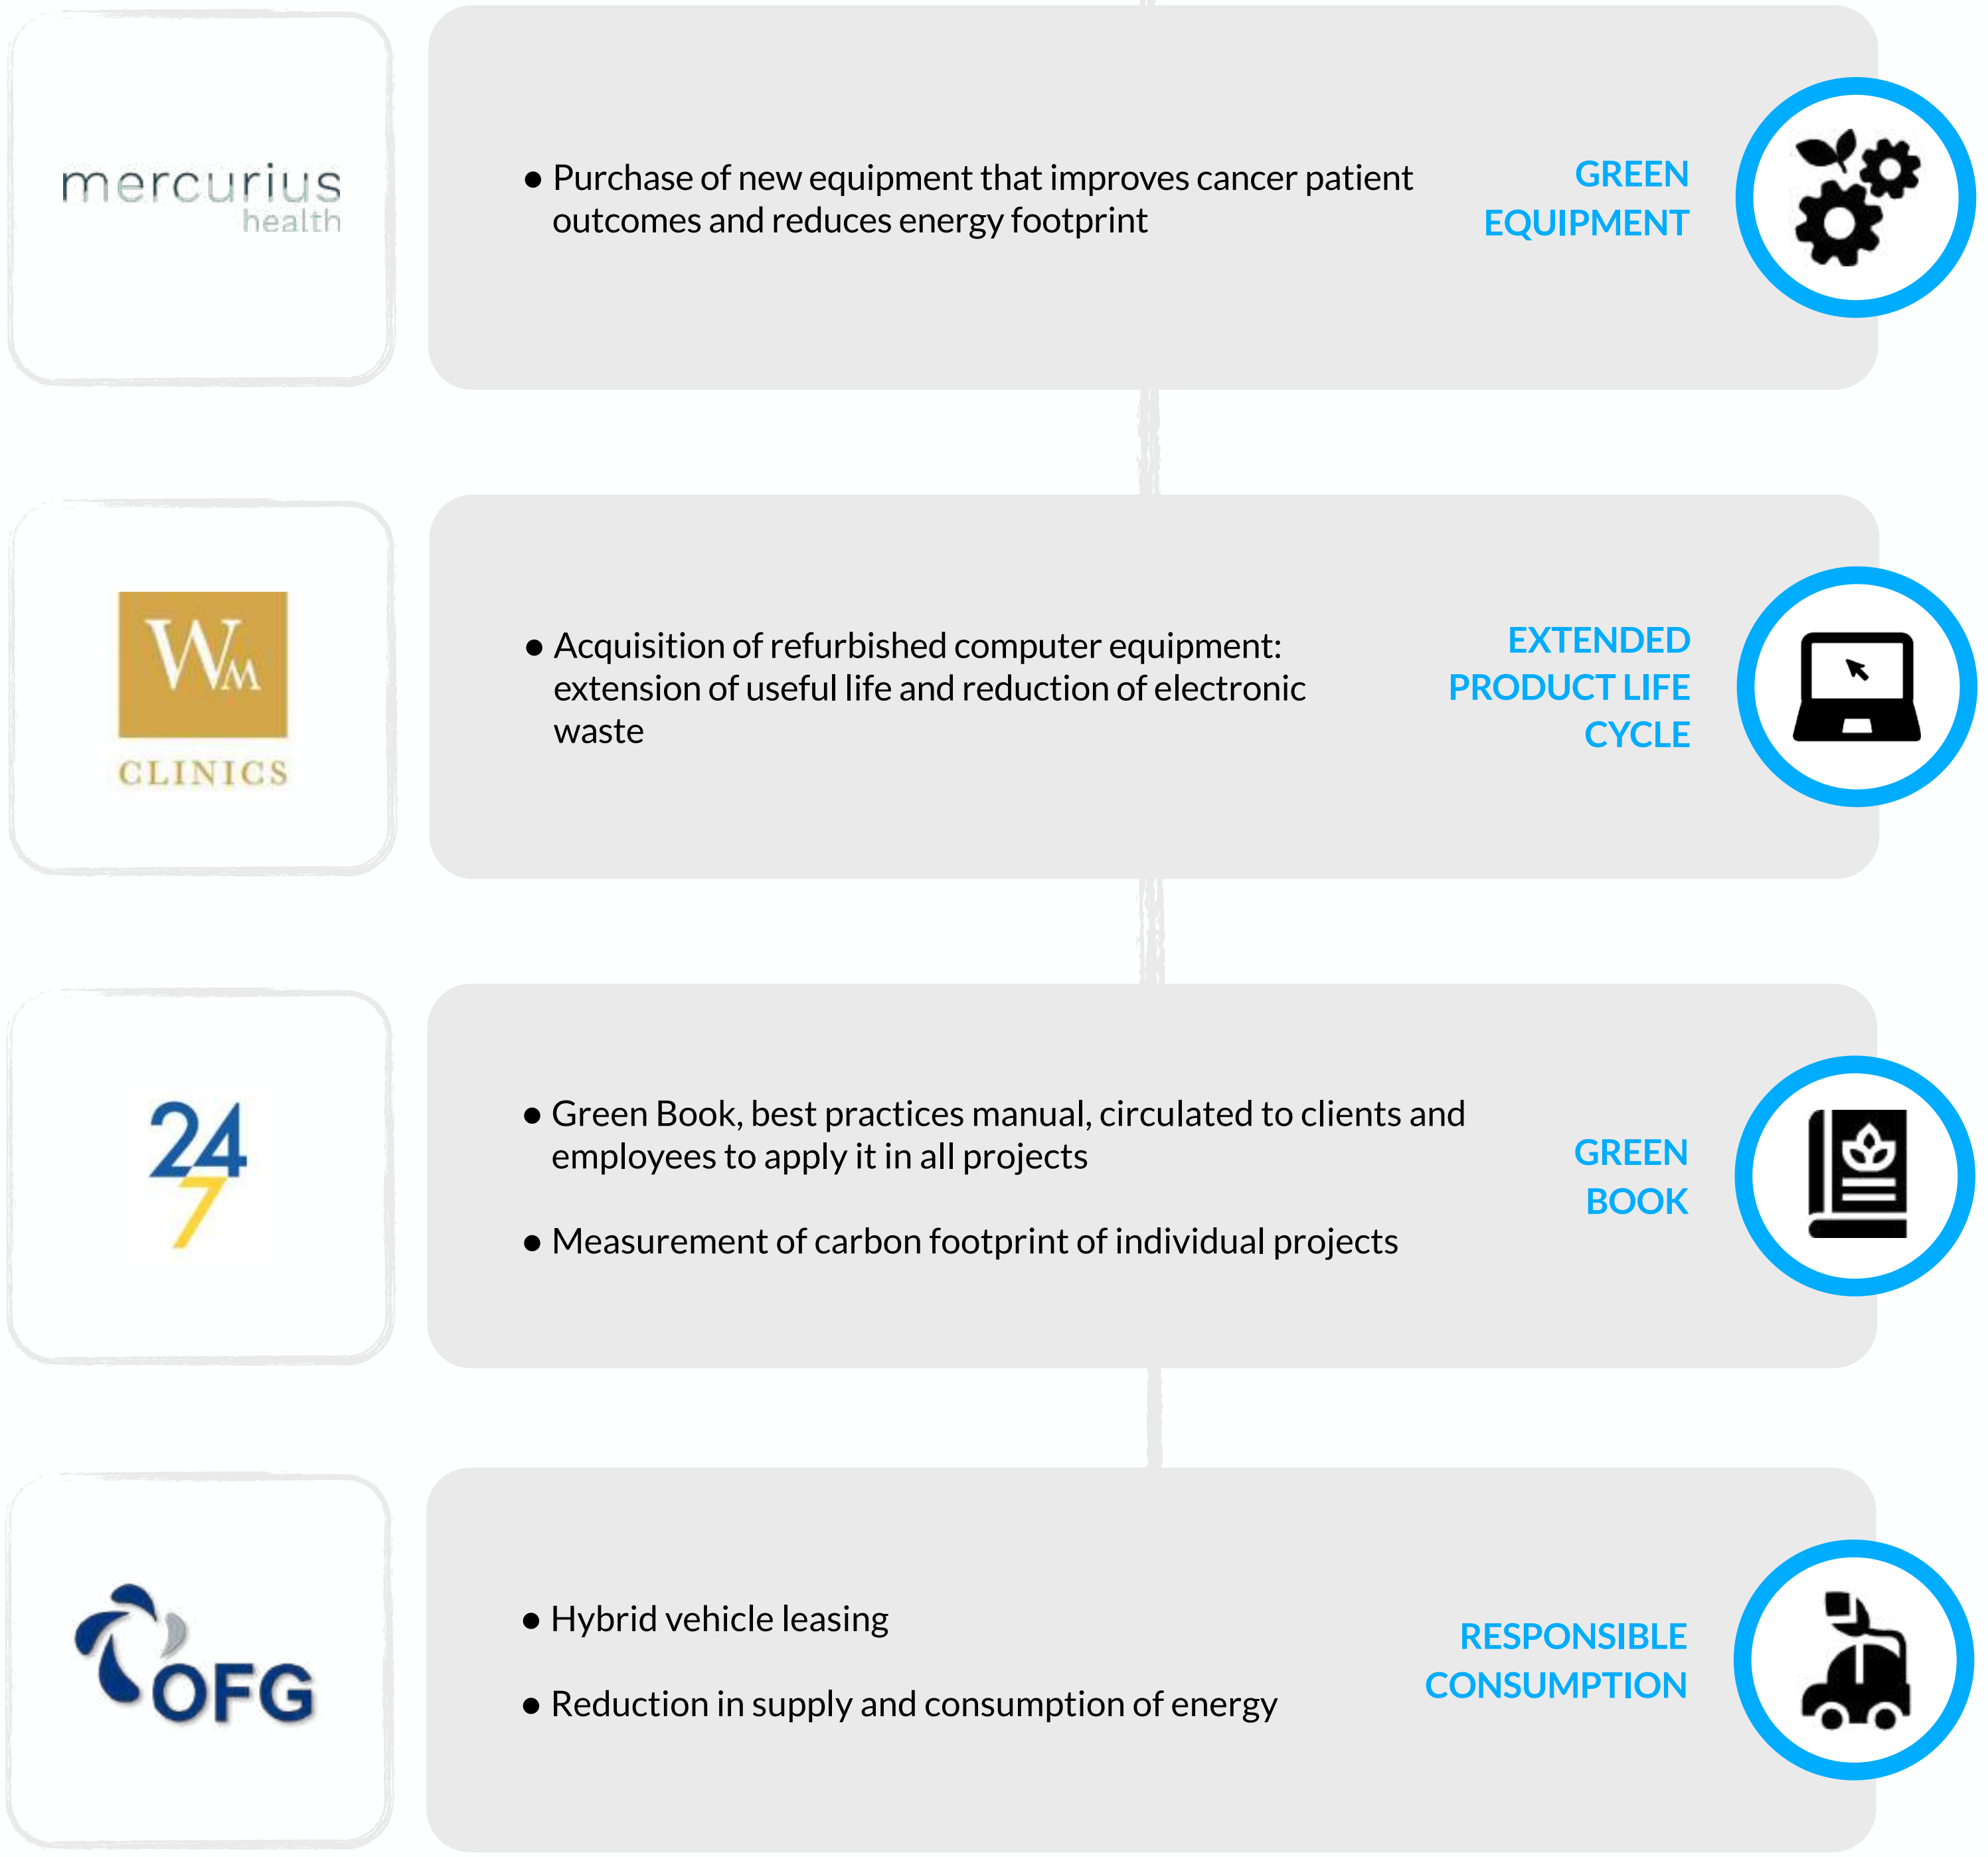 mercurius
health
● Purchase of new equipment that improves cancer patient
outcomes and reduces energy footprint
GREEN
EQUIPMENT
WM
CLINICS
● Acquisition of refurbished computer equipment:
extension of useful life and reduction of electronic
waste
EXTENDED
PRODUCT LIFE
CYCLE
24
7
● Green Book, best practices manual, circulated to clients and
employees to apply it in all projects
● Measurement of carbon footprint of individual projects
GREEN
BOOK
OFG
● Hybrid vehicle leasing
● Reduction in supply and consumption of energy
RESPONSIBLE
CONSUMPTION